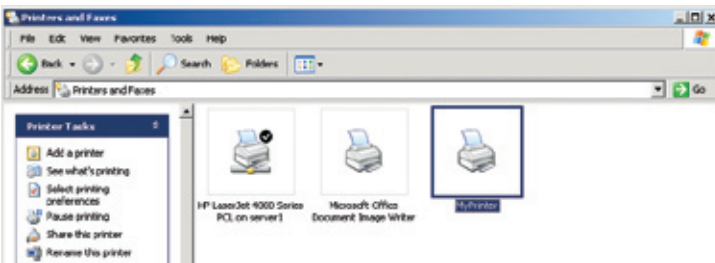 Printers and Faxes
File Edit View Favorites Tools Help
Back Search Folders
Address Printers and Faxes Go
Printer Tasks
Add a printer
See what's printing
Select printing
preferences
Pause printing
Share this printer
Rename this printer
HP LaserJet 4000 Series
PCL on server1
Microsoft Office
Document Image Writer
MyPrinter